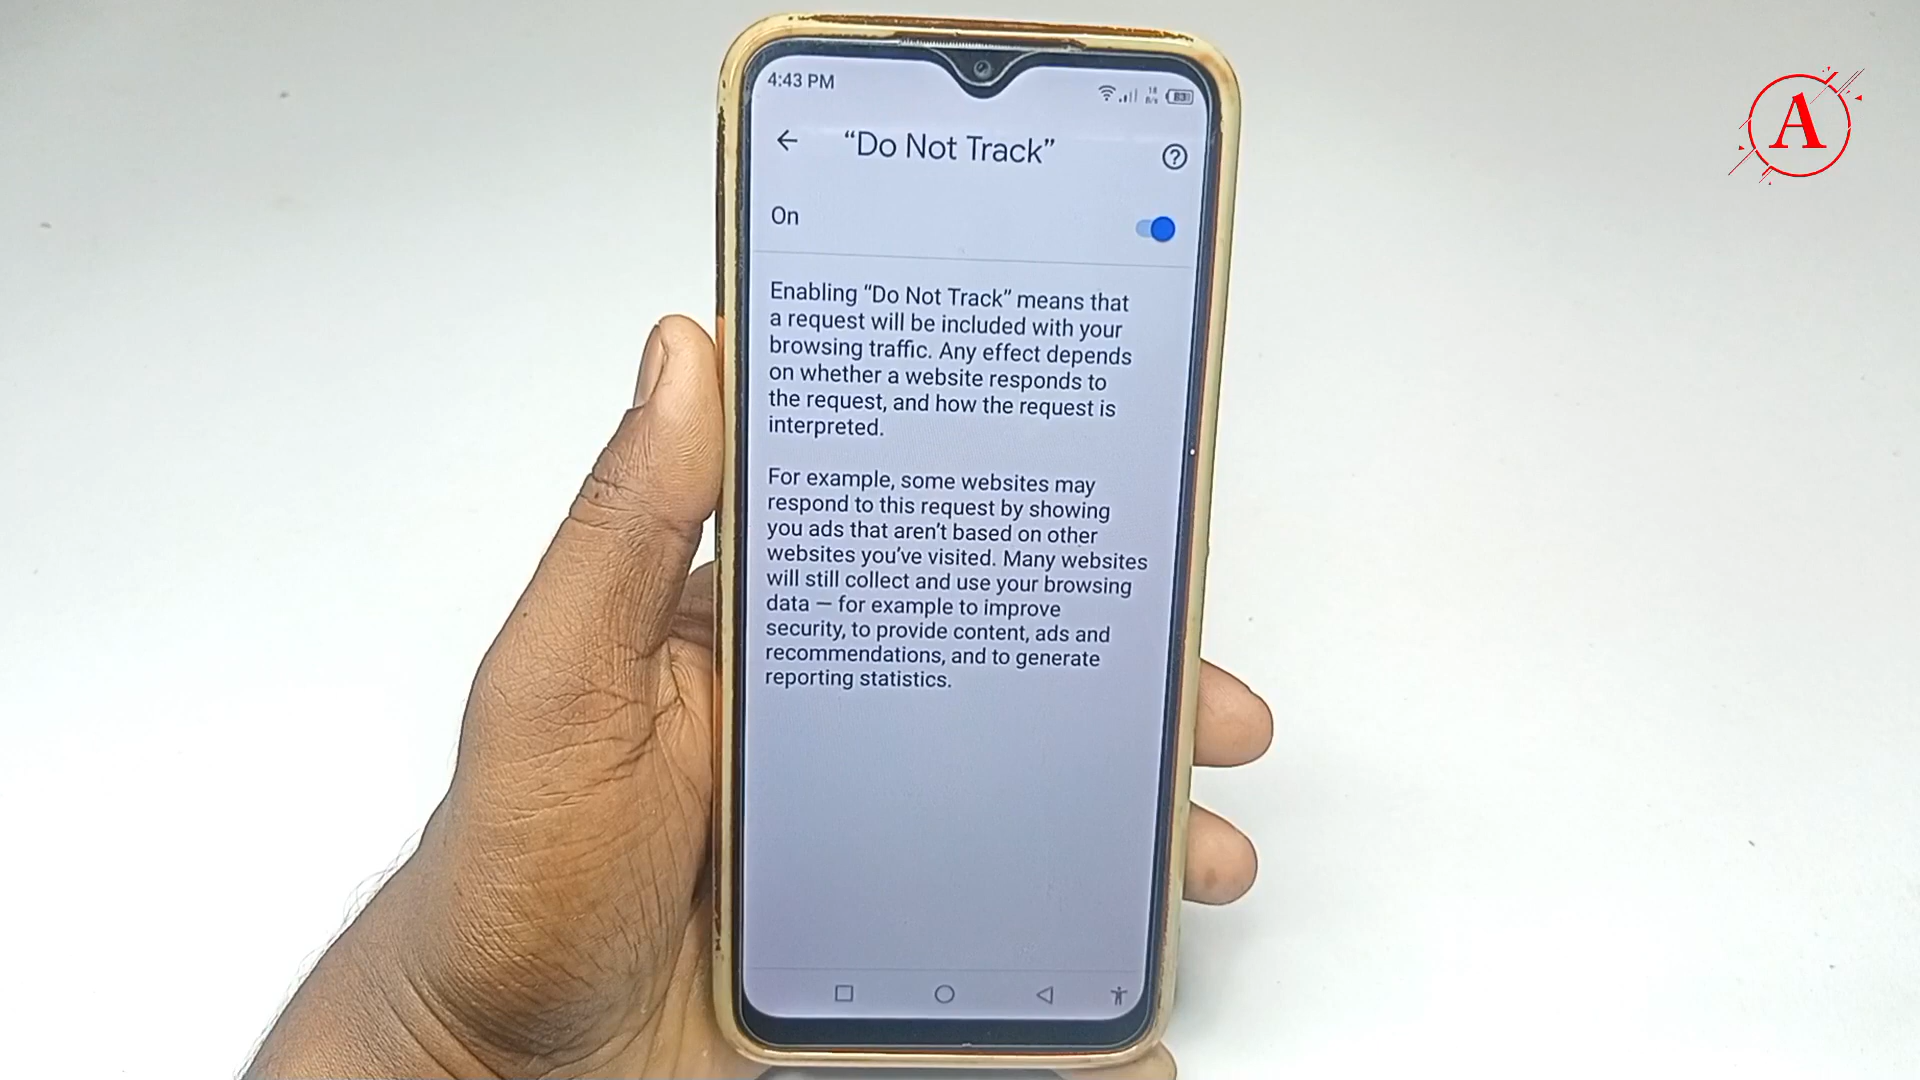 4:43 PM
18
B/s
83
“Do Not Track”
On
Enabling “Do Not Track” means that
a request will be included with your
browsing traffic. Any effect depends
on whether a website responds to
the request, and how the request is
interpreted.
For example, some websites may
respond to this request by showing
you ads that aren’t based on other
websites you’ve visited. Many websites
will still collect and use your browsing
data — for example to improve
security, to provide content, ads and
recommendations, and to generate
reporting statistics.
A